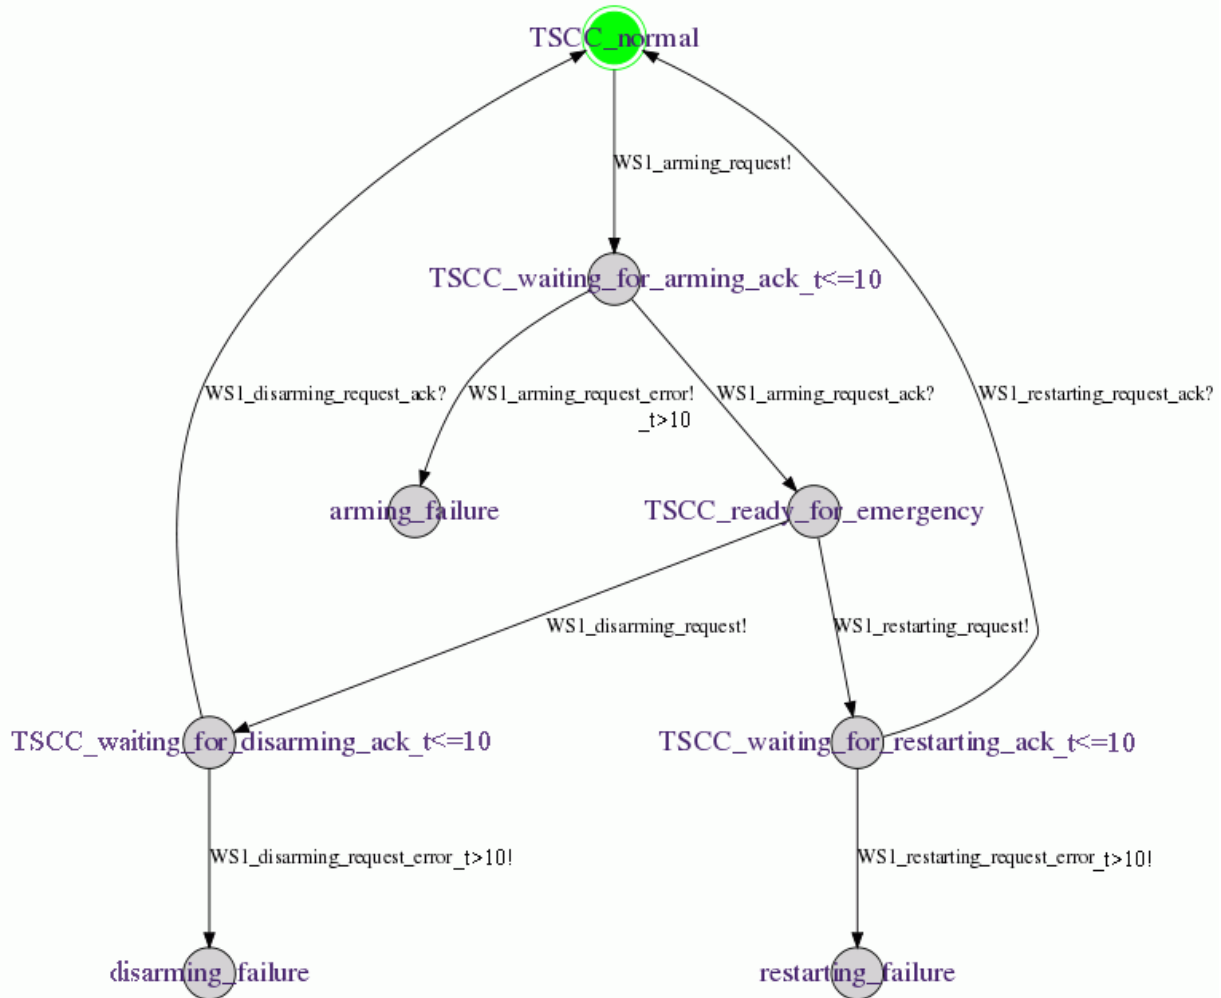 TSCC_normal
WS1_arming_request!
TSCC_waiting_for_arming_ack_t<=10
WS1_disarming_request_ack?
WS1_arming_request_error!
_t>10
WS1_arming_request_ack?
WS1_restarting_request_ack?
arming_failure
TSCC_ready_for_emergency
WS1_disarming_request!
WS1_restarting_request!
TSCC_waiting_for_disarming_ack_t<=10
TSCC_waiting_for_restarting_ack_t<=10
WS1_disarming_request_error_t>10!
WS1_restarting_request_error_t>10!
disarming_failure
restarting_failure